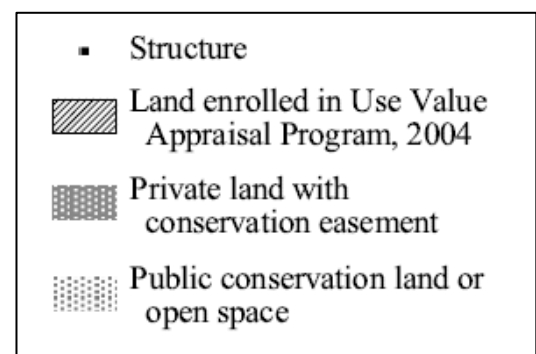 Structure
Land enrolled in Use Value
Appraisal Program, 2004
Private land with
conservation easement
Public conservation land or
open space